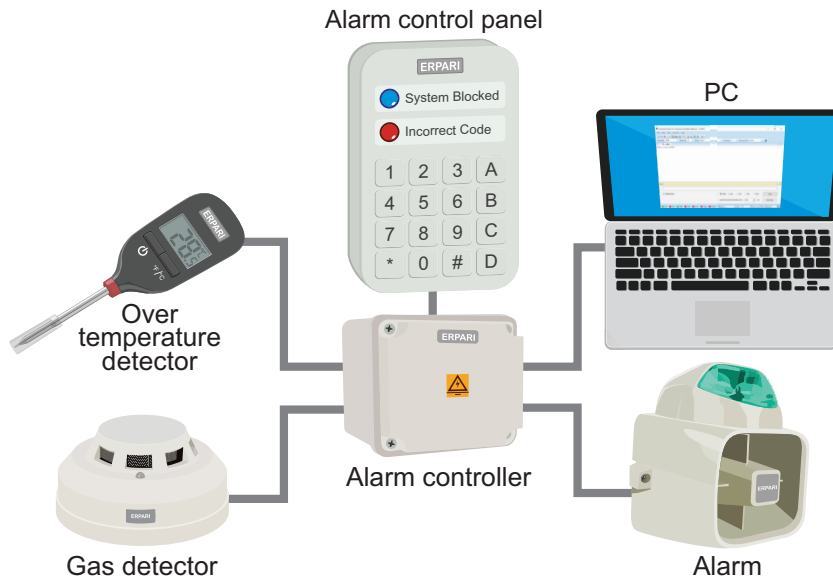 Alarm control panel
ERPARI
System Blocked
Incorrect Code
1 2 3 A
4 5 6 B
7 8 9 C
* 0 # D
PC
ERPARI
°F/°C
Over
temperature
detector
ERPARI
Alarm controller
ERPARI
Gas detector
ERPARI
Alarm